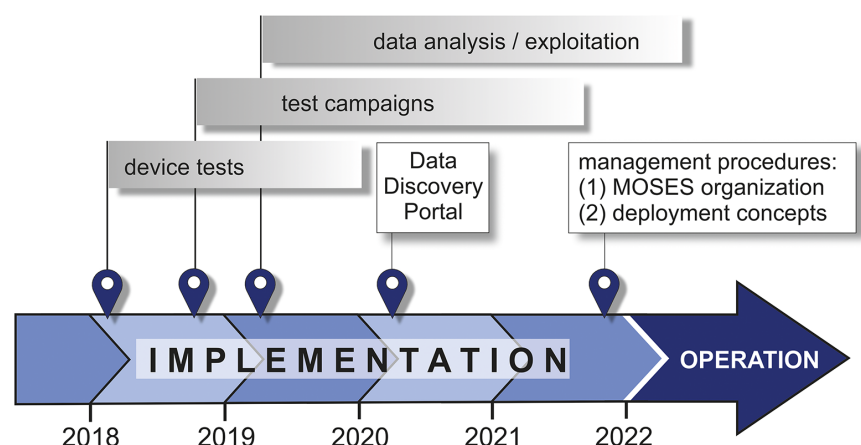 data analysis / exploitation
test campaigns
device tests
Data
Discovery
Portal
management procedures:
(1) MOSES organization
(2) deployment concepts
IMPLEMENTATION
OPERATION
2018
2019
2020
2021
2022